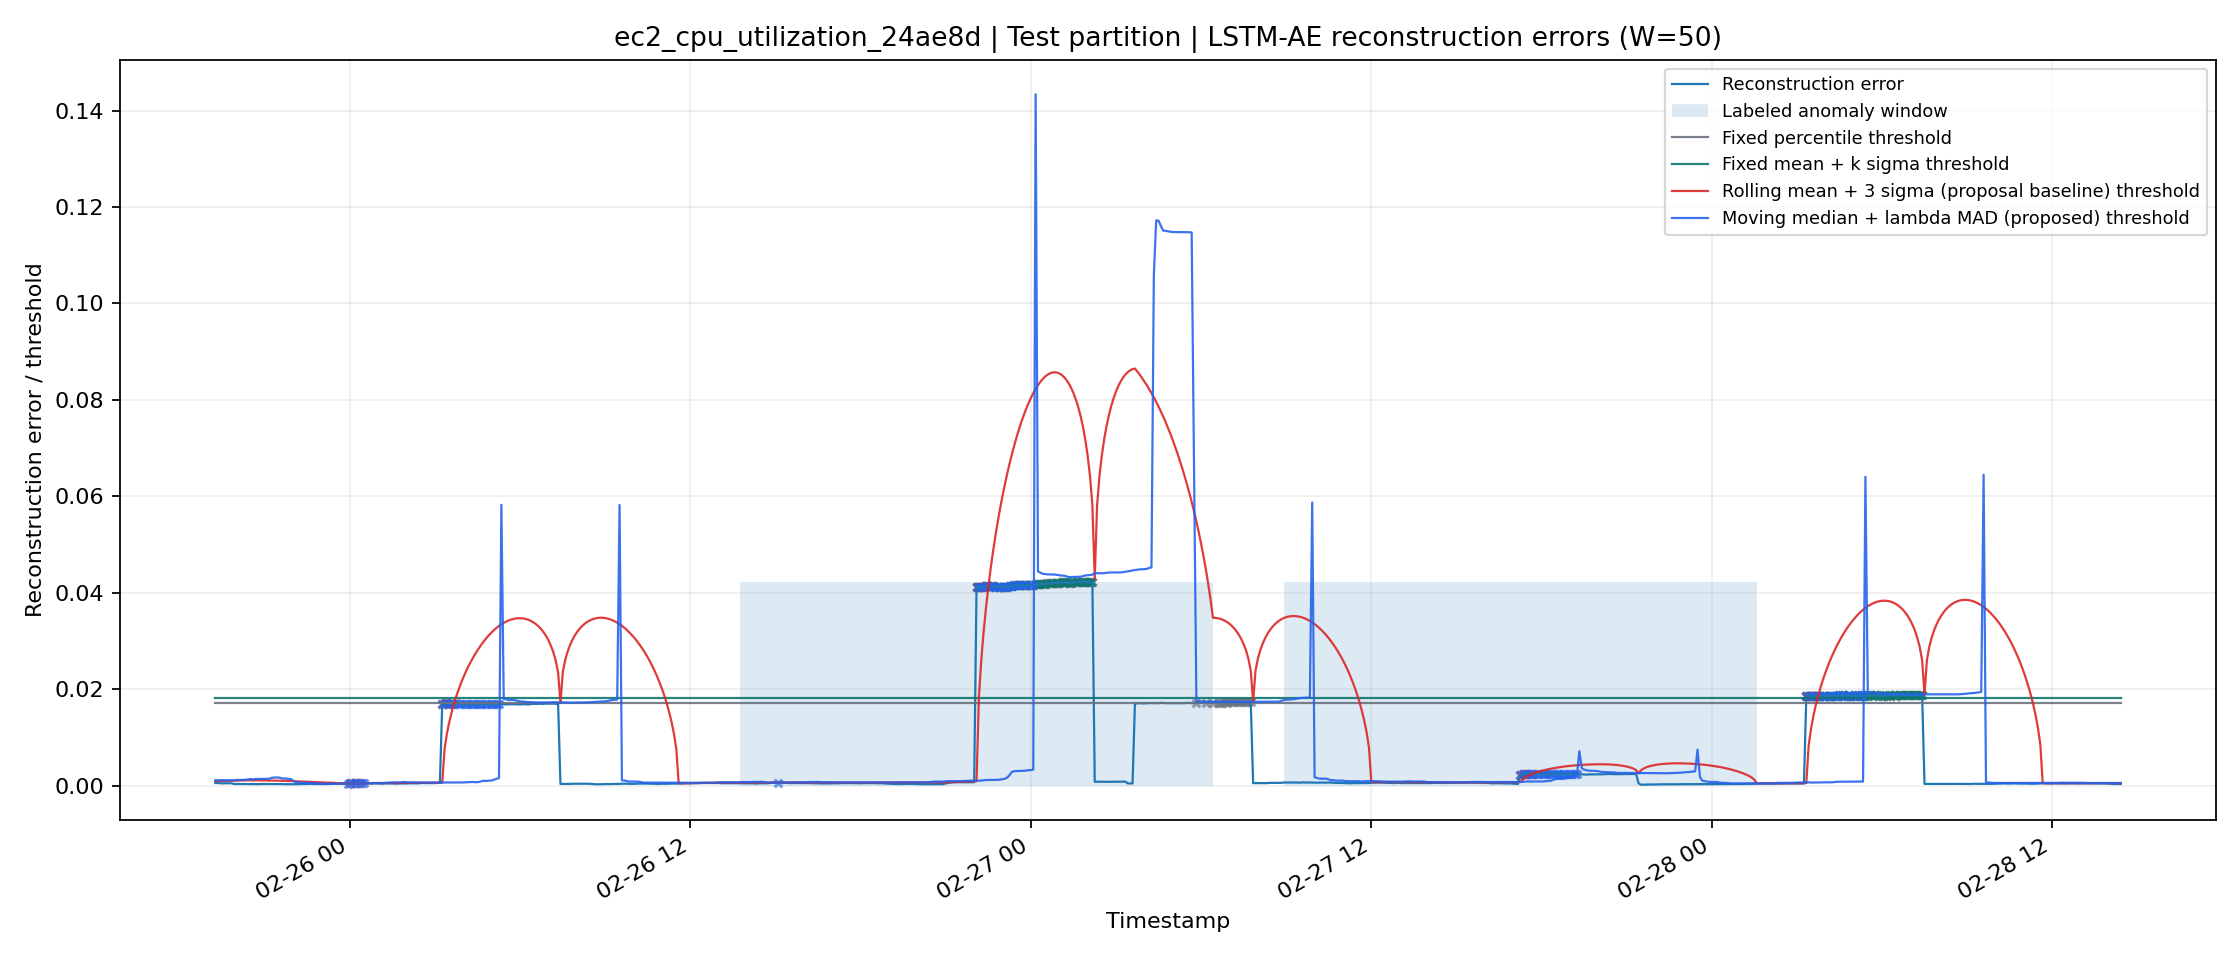 ec2_cpu_utilization_24ae8d | Test partition | LSTM-AE reconstruction errors (W=50)
Reconstruction error
Labeled anomaly window
Fixed percentile threshold
Fixed mean + k sigma threshold
Rolling mean + 3 sigma (proposal baseline) threshold
Moving median + lambda MAD (proposed) threshold
Reconstruction error / threshold
0.14
0.12
0.10
0.08
0.06
0.04
0.02
0.00
02-26 00
02-26 12
02-27 00
02-27 12
02-28 00
02-28 12
Timestamp